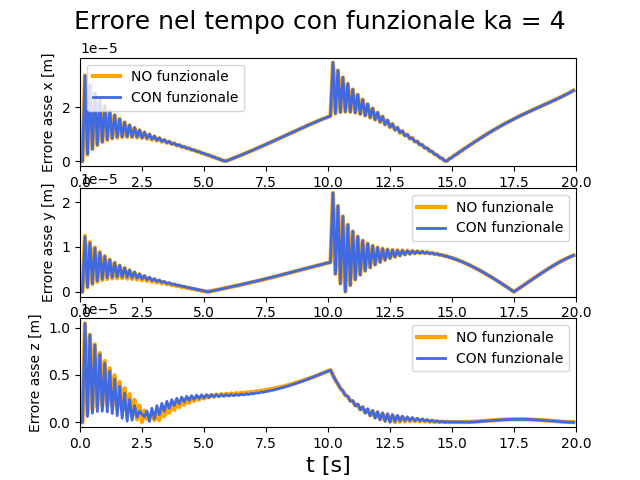 Errore nel tempo con funzionale ka = 4
1e−5
Errore asse x [m]
2
0
NO funzionale
CON funzionale
0.0 2.5 5.0 7.5 10.0 12.5 15.0 17.5 20.0
1e−5
Errore asse y [m]
2
1
0
NO funzionale
CON funzionale
0.0 2.5 5.0 7.5 10.0 12.5 15.0 17.5 20.0
1e−5
Errore asse z [m]
1.0
0.5
0.0
NO funzionale
CON funzionale
0.0 2.5 5.0 7.5 10.0 12.5 15.0 17.5 20.0
t [s]